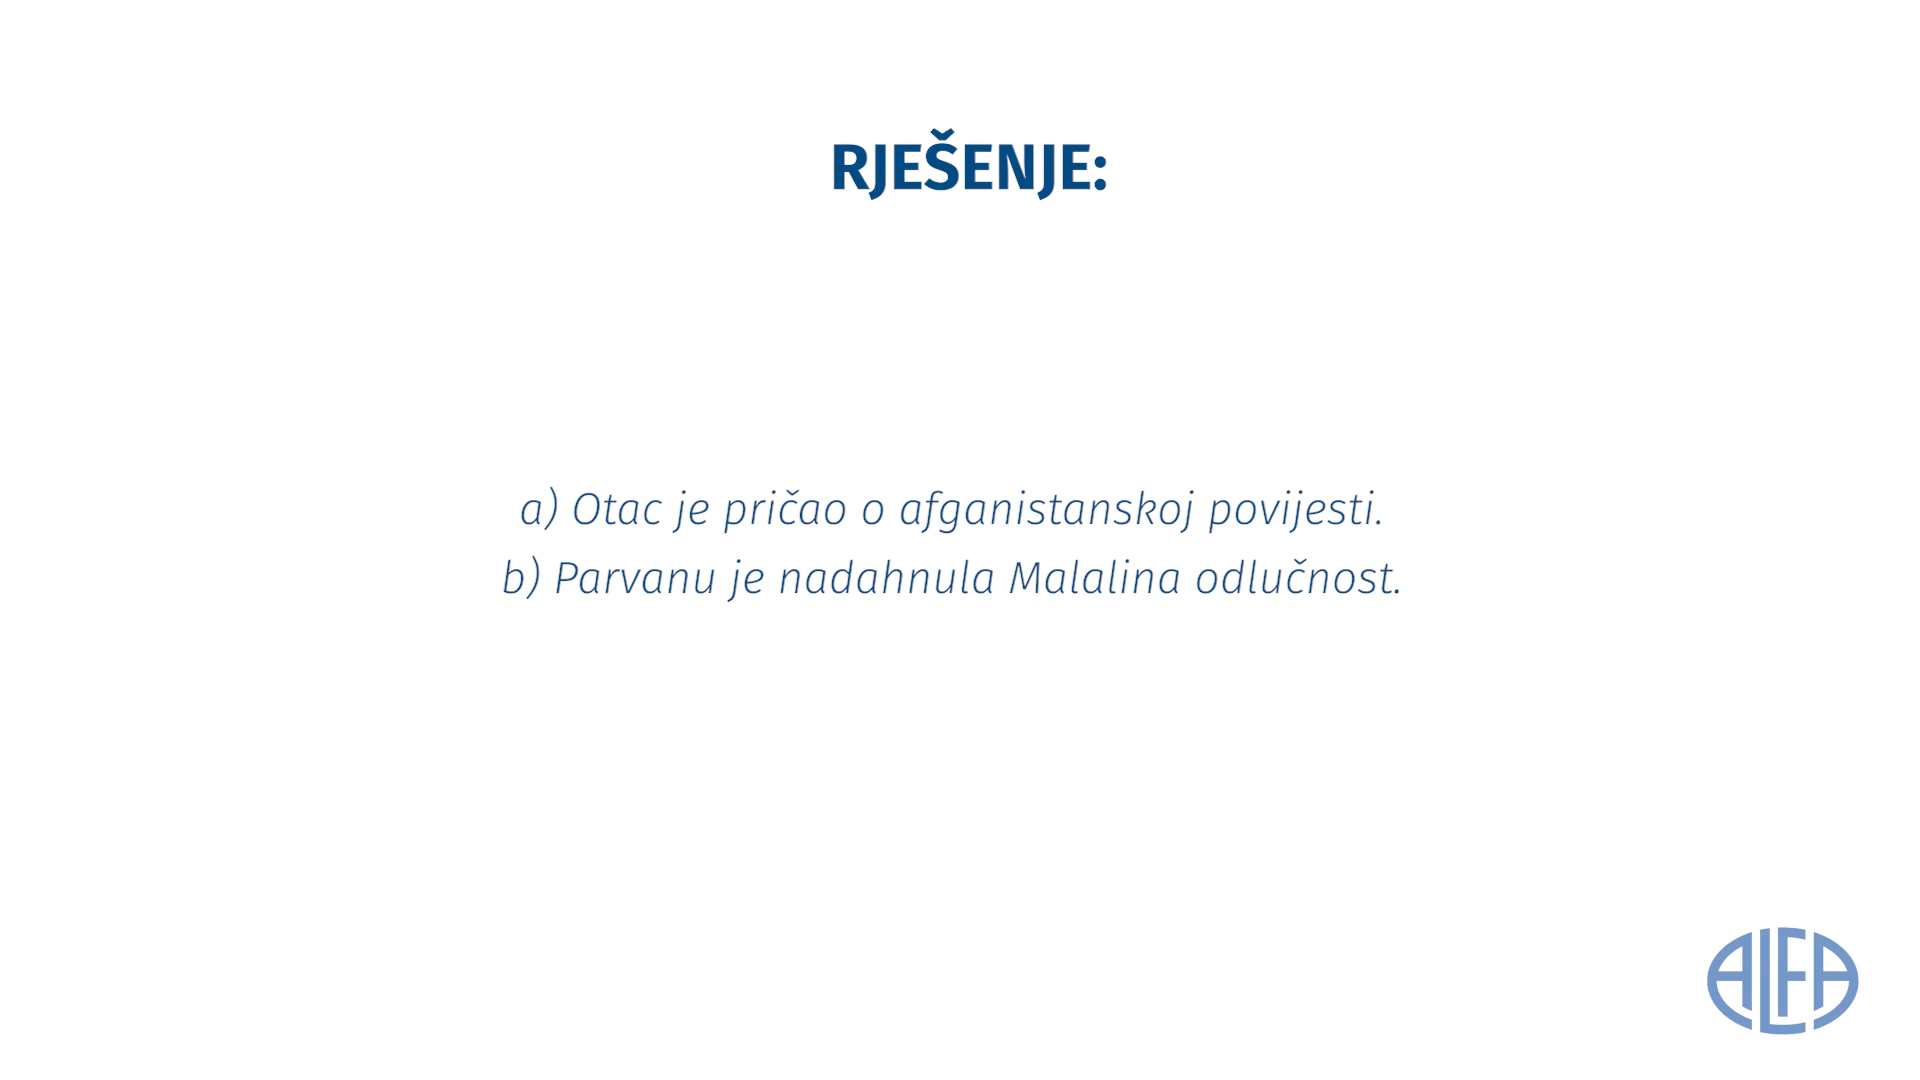 RJEŠENJE:
a) Otac je pričao o afganistanskoj povijesti.
b) Parvanu je nadahnula Malalina odlučnost.
ALFA